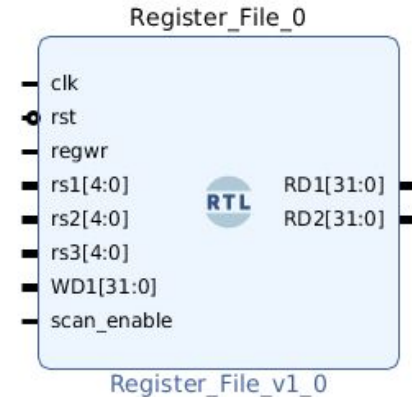 Register_File_0
clk
rst
regwr
rs1[4:0]
rs2[4:0]
rs3[4:0]
WD1[31:0]
scan_enable
RTL
RD1[31:0]
RD2[31:0]
Register_File_v1_0